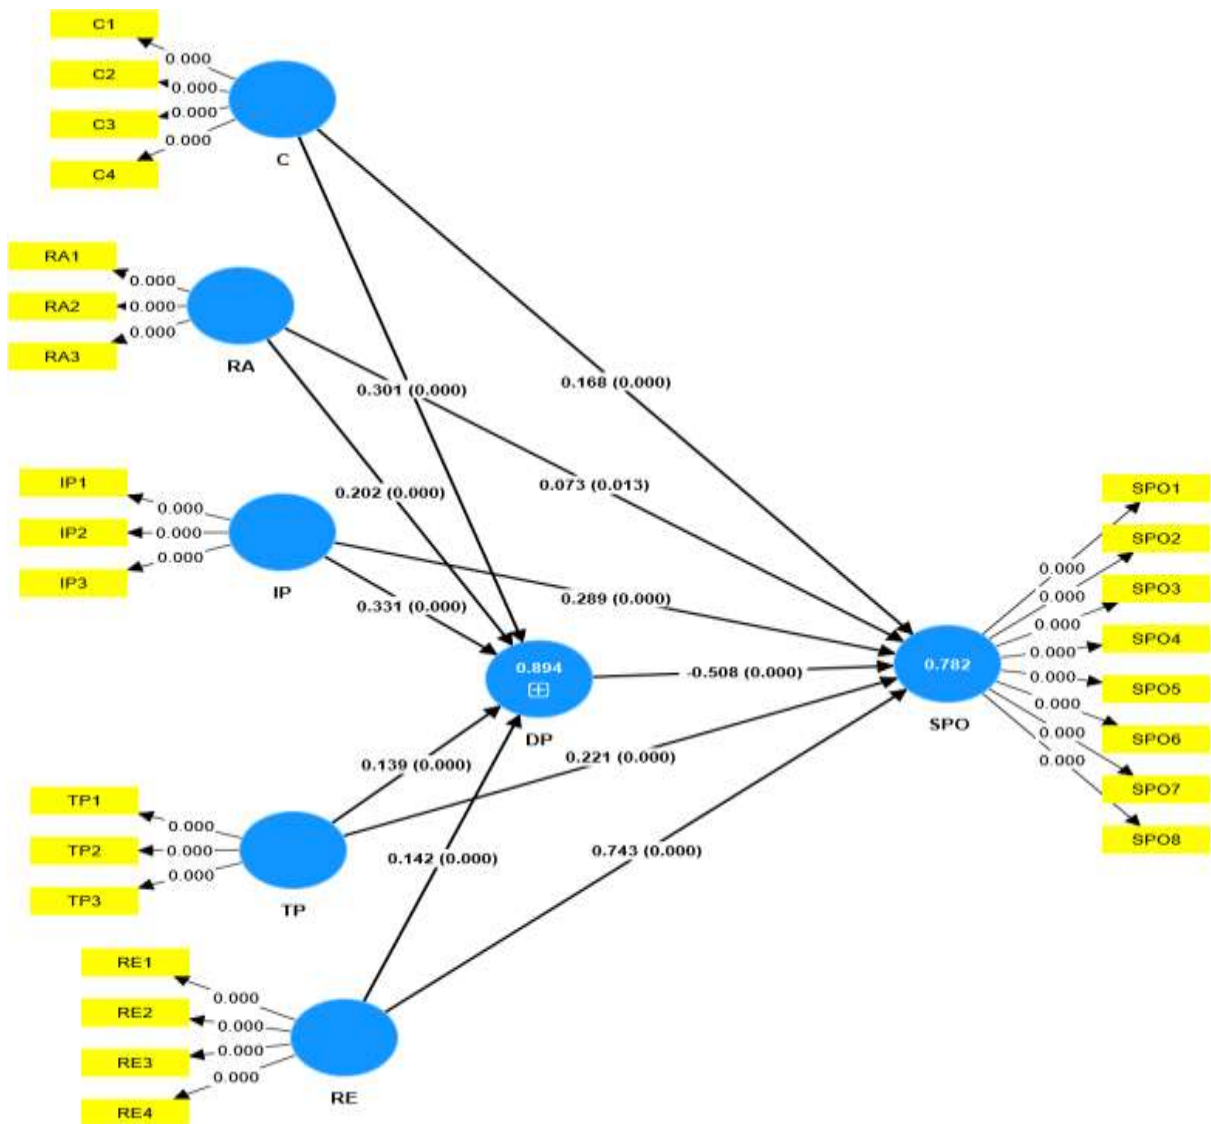 C1
0.000
C2
0.000
C3
0.000
C4
0.000
C
RA1
0.000
RA2
0.000
RA3
0.000
RA
0.301 (0.000)
0.168 (0.000)
IP1
0.000
IP2
0.000
IP3
0.000
IP
0.202 (0.000)
0.073 (0.013)
0.331 (0.000)
0.289 (0.000)
0.894
DP
-0.508 (0.000)
0.782
SPO
SPO1
0.000
SPO2
0.000
SPO3
0.000
SPO4
0.000
SPO5
0.000
SPO6
0.000
SPO7
0.000
SPO8
0.000
0.139 (0.000)
0.221 (0.000)
TP1
0.000
TP2
0.000
TP3
0.000
TP
0.142 (0.000)
0.743 (0.000)
RE1
0.000
RE2
0.000
RE3
0.000
RE4
0.000
RE